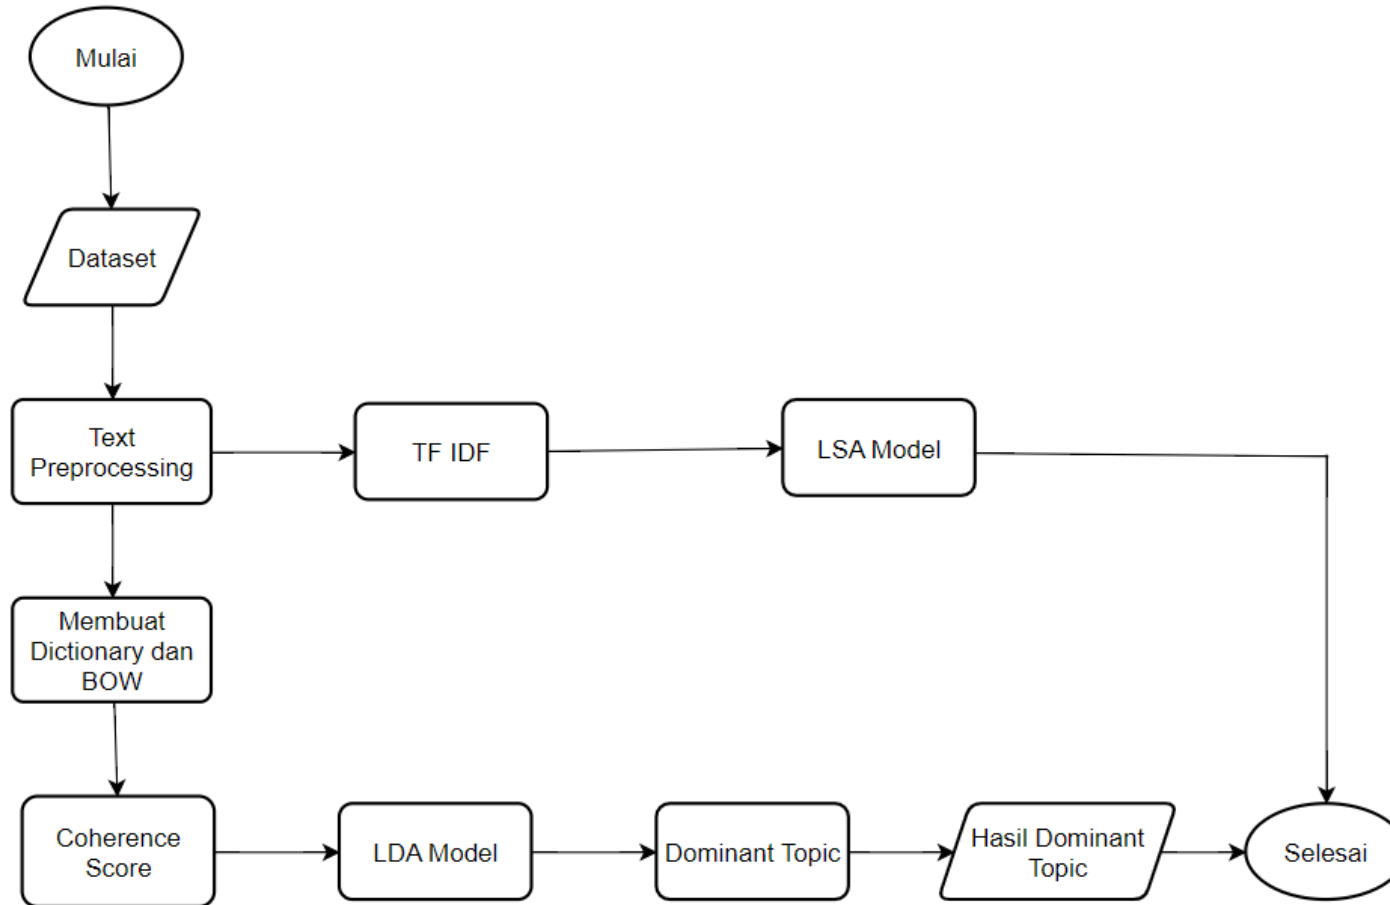 Mulai
Dataset
Text
Preprocessing
TF IDF
LSA Model
Membuat
Dictionary dan
BOW
Coherence
Score
LDA Model
Dominant Topic
Hasil Dominant
Topic
Selesai